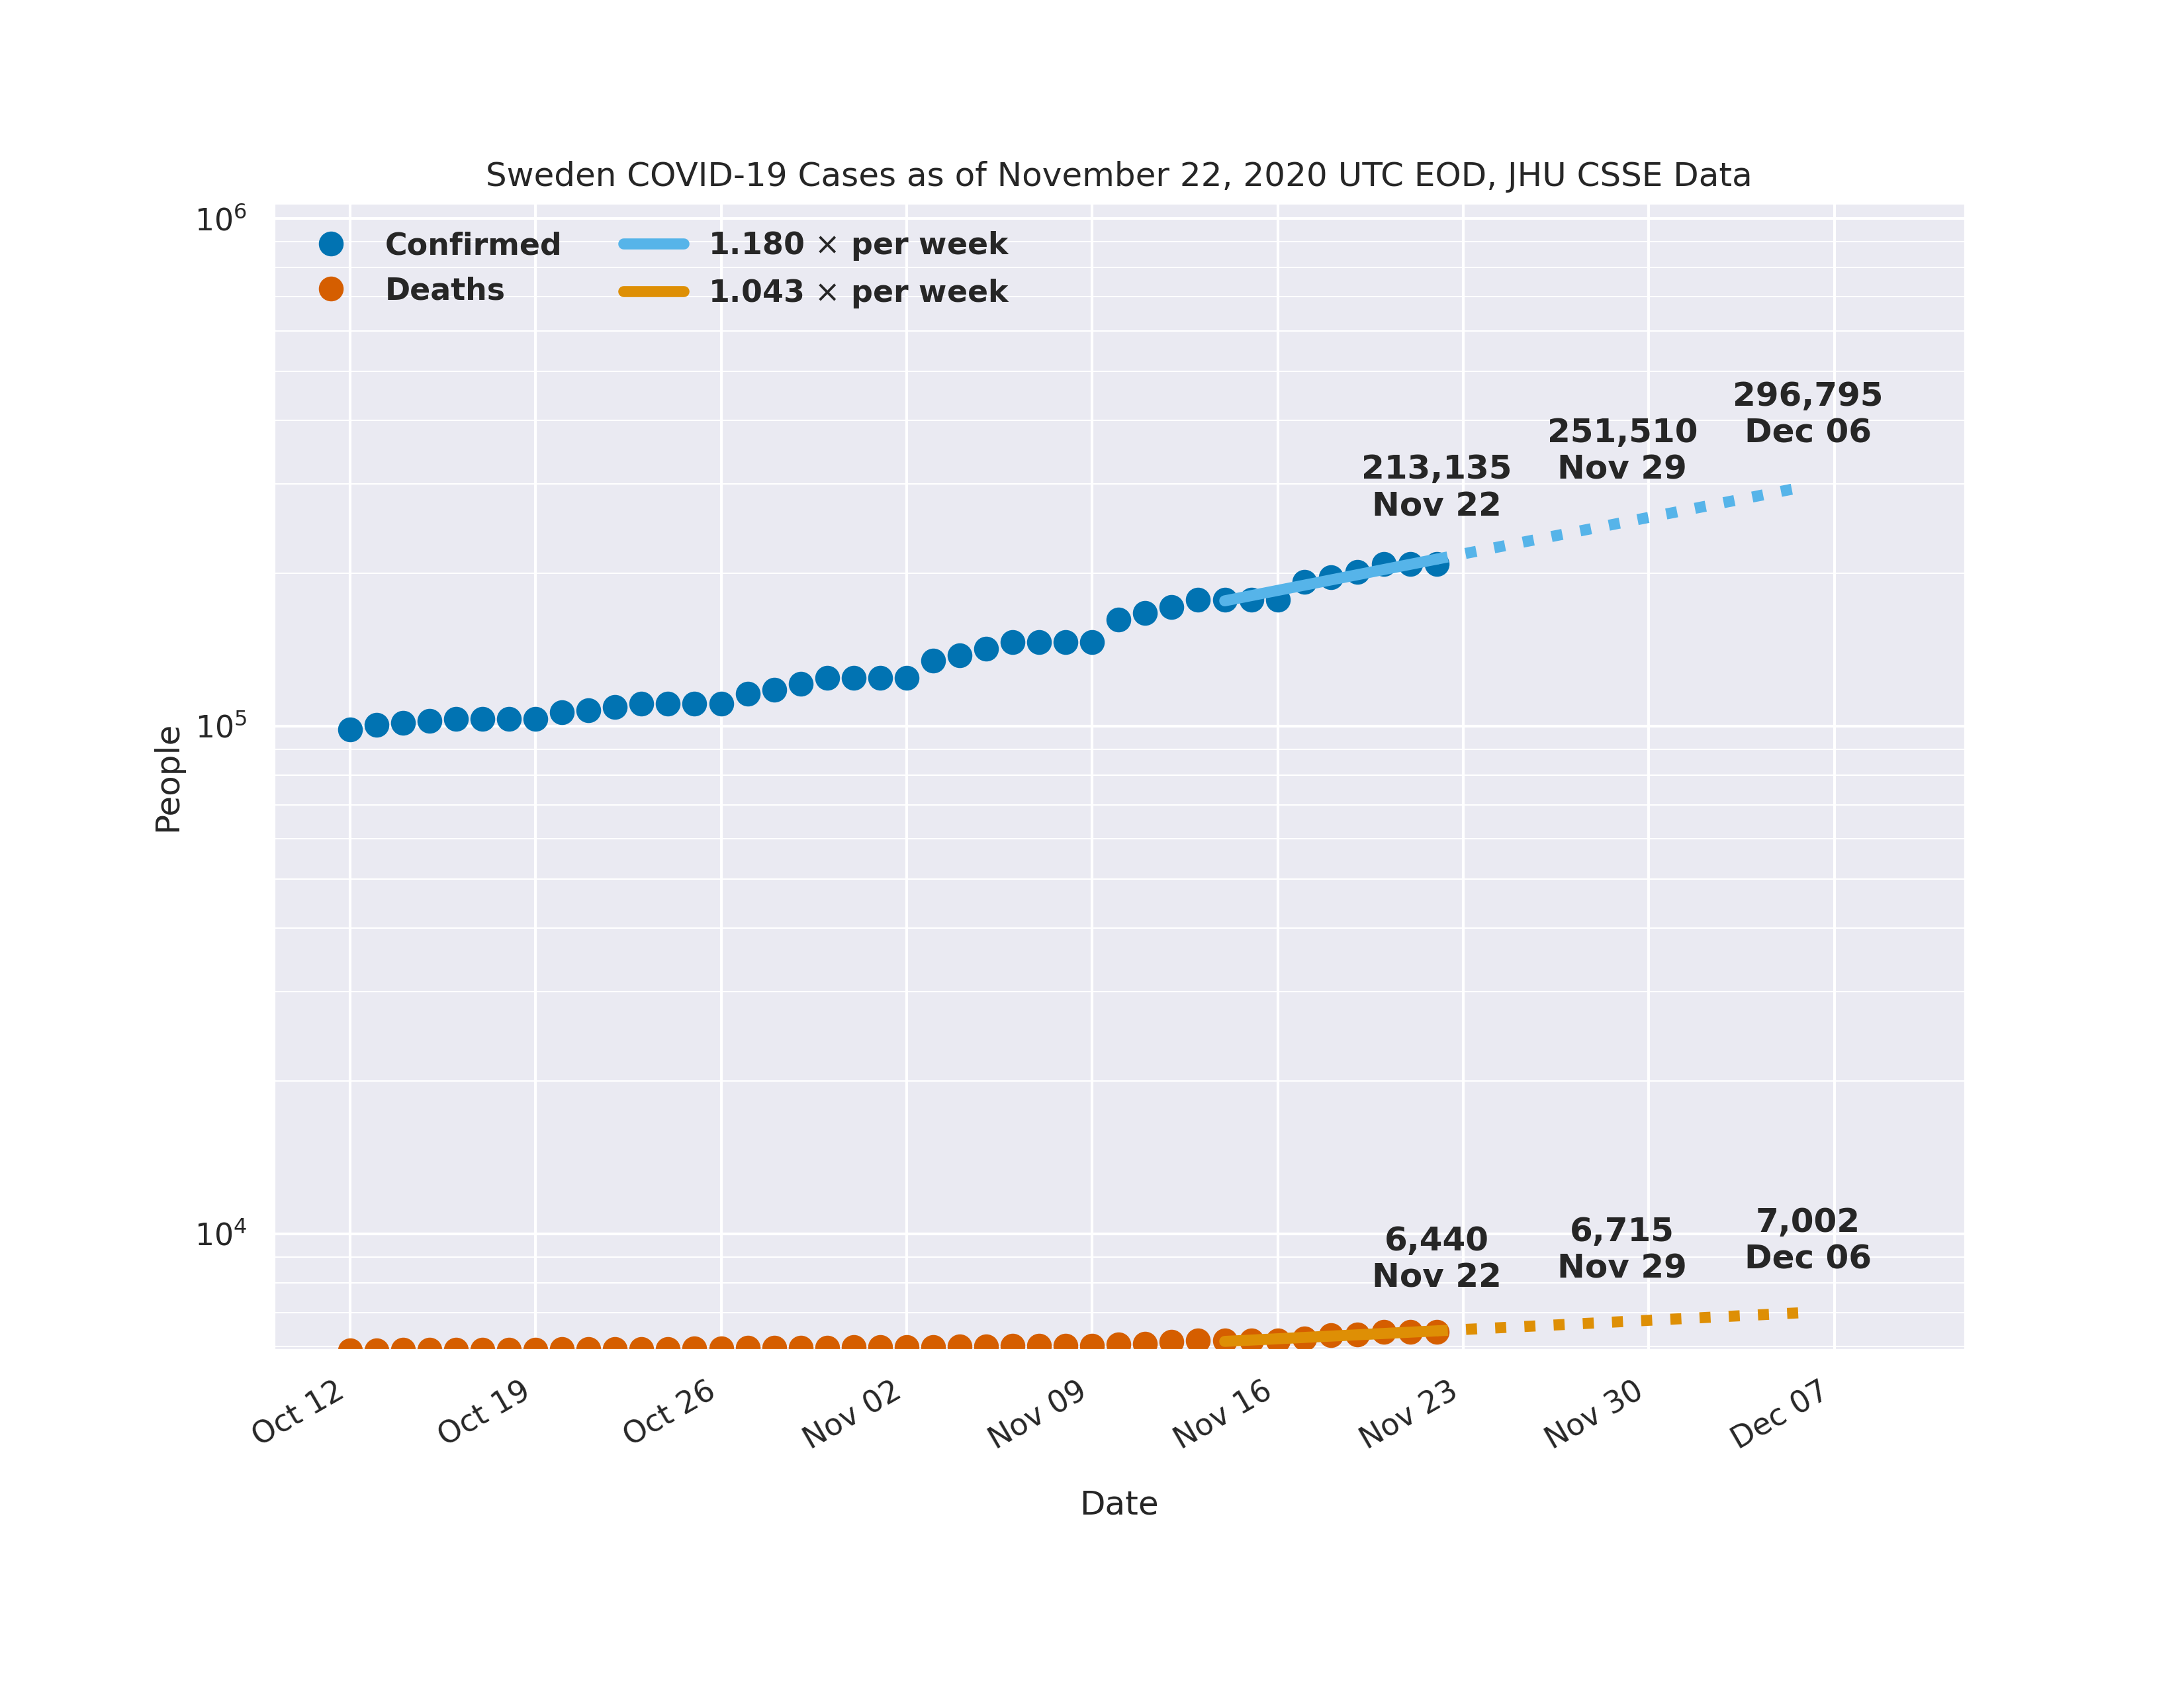 Sweden COVID-19 Cases as of November 22, 2020 UTC EOD, JHU CSSE Data
10⁶
Confirmed
Deaths
1.180 × per week
1.043 × per week
296,795
Dec 06
251,510
Nov 29
213,135
Nov 22
10⁵
People
10⁴
6,440
Nov 22
6,715
Nov 29
7,002
Dec 06
Oct 12
Oct 19
Oct 26
Nov 02
Nov 09
Nov 16
Nov 23
Nov 30
Dec 07
Date